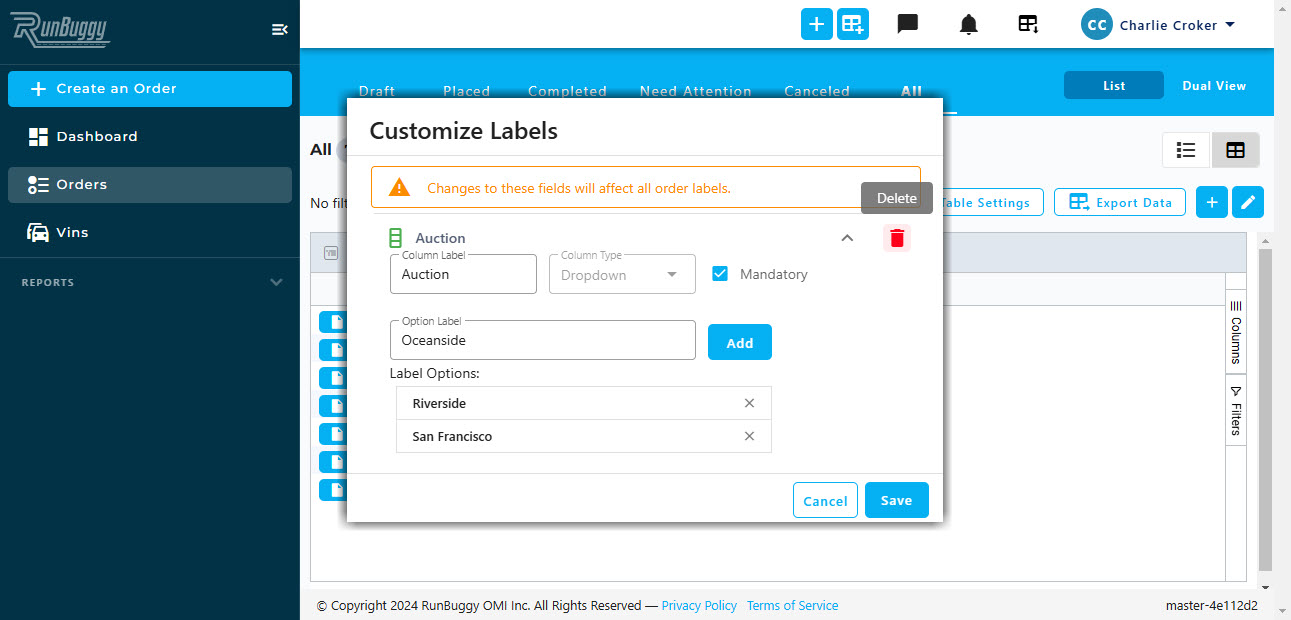 RunBuggy
CC Charlie Croker
Create an Order
Dashboard
Orders
Vins
REPORTS
Draft Placed Completed Need Attention Canceled All
List Dual View
All
No filt
Table Settings
Export Data
Customize Labels
Changes to these fields will affect all order labels.
Delete
Auction
Column Label
Auction
Column Type
Dropdown
Mandatory
Option Label
Oceanside
Add
Label Options:
Riverside
San Francisco
Cancel Save
Columns
Filters
© Copyright 2024 RunBuggy OMI Inc. All Rights Reserved — Privacy Policy Terms of Service
master-4e112d2